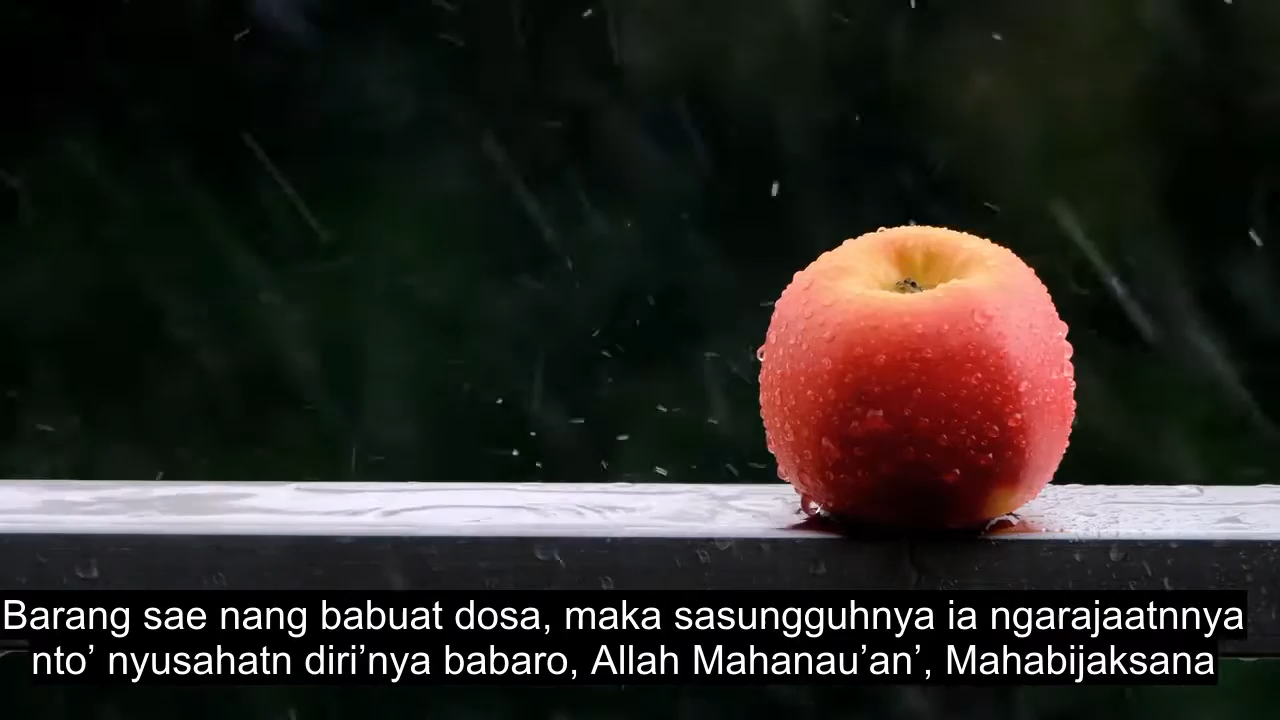 Barang sae nang babuat dosa, maka sasungguhnya ia ngarajaatnnya
nto’ nyusahatn diri’nya babaro, Allah Mahanau’an’, Mahabijaksana